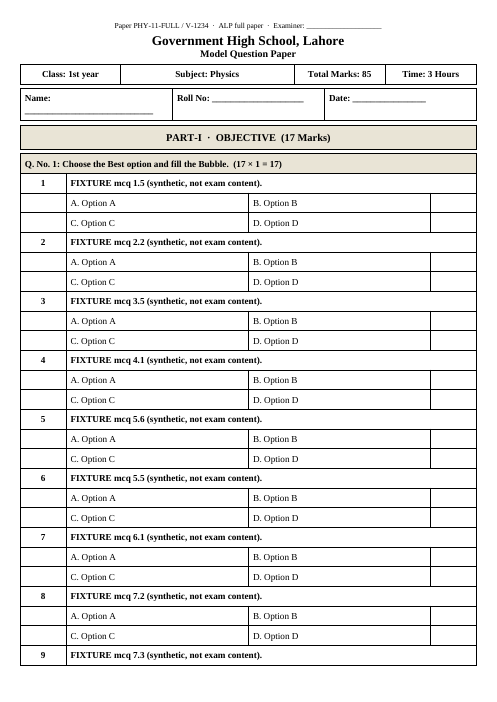 Paper PHY-11-FULL / V-1234 · ALP full paper · Examiner: ______________________
Government High School, Lahore
Model Question Paper
Class: 1st year Subject: Physics Total Marks: 85 Time: 3 Hours
Name: ____________________________ Roll No: ____________________ Date: ________________
PART-I · OBJECTIVE (17 Marks)
Q. No. 1: Choose the Best option and fill the Bubble. (17 × 1 = 17)
1 FIXTURE mcq 1.5 (synthetic, not exam content).
A. Option A B. Option B
C. Option C D. Option D
2 FIXTURE mcq 2.2 (synthetic, not exam content).
A. Option A B. Option B
C. Option C D. Option D
3 FIXTURE mcq 3.5 (synthetic, not exam content).
A. Option A B. Option B
C. Option C D. Option D
4 FIXTURE mcq 4.1 (synthetic, not exam content).
A. Option A B. Option B
C. Option C D. Option D
5 FIXTURE mcq 5.6 (synthetic, not exam content).
A. Option A B. Option B
C. Option C D. Option D
6 FIXTURE mcq 5.5 (synthetic, not exam content).
A. Option A B. Option B
C. Option C D. Option D
7 FIXTURE mcq 6.1 (synthetic, not exam content).
A. Option A B. Option B
C. Option C D. Option D
8 FIXTURE mcq 7.2 (synthetic, not exam content).
A. Option A B. Option B
C. Option C D. Option D
9 FIXTURE mcq 7.3 (synthetic, not exam content).